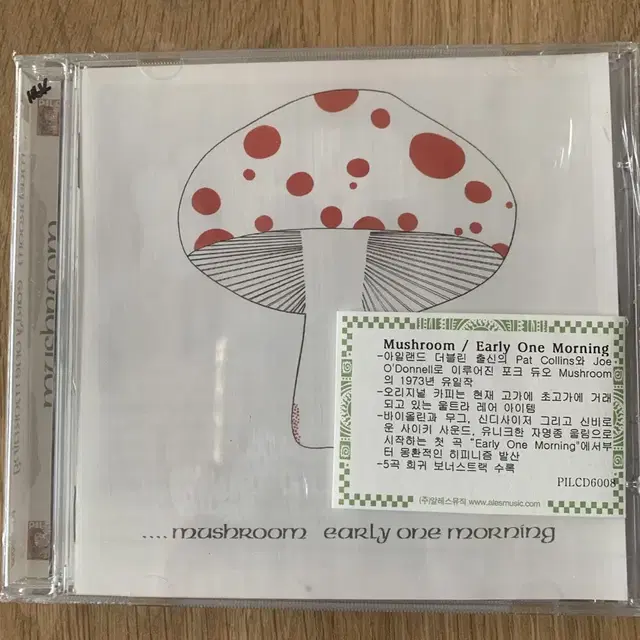 Mushroom / Early One Morning
-아일랜드 더블린 출신의 Pat Collins와 Joe
O'Donnell로 이루어진 포크 듀오 Mushroom
의 1973년 유일작
-오리지널 카피는 현재 고가에 초고가에 거래
되고 있는 울트라 레어 아이템
-바이올린과 무그, 신디사이저 그리고 신비로
운 사이키 사운드, 유니크한 자명종 울림으로
시작하는 첫 곡 "Early One Morning"에서부
터 몽환적인 히피니즘 발산
-5곡 희귀 보너스트랙 수록
PILCD6008
(주)알레스뮤직 www.alesmusic.com
....mushroom early one morning
mushroom